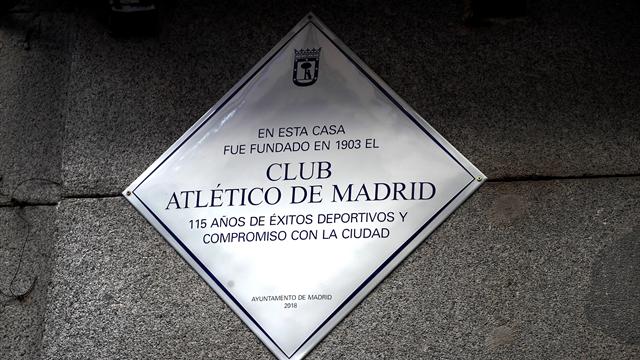 EN ESTA CASA
FUE FUNDADO EN 1903 EL
CLUB
ATLÉTICO DE MADRID
115 AÑOS DE ÉXITOS DEPORTIVOS Y
COMPROMISO CON LA CIUDAD
AYUNTAMIENTO DE MADRID
2018